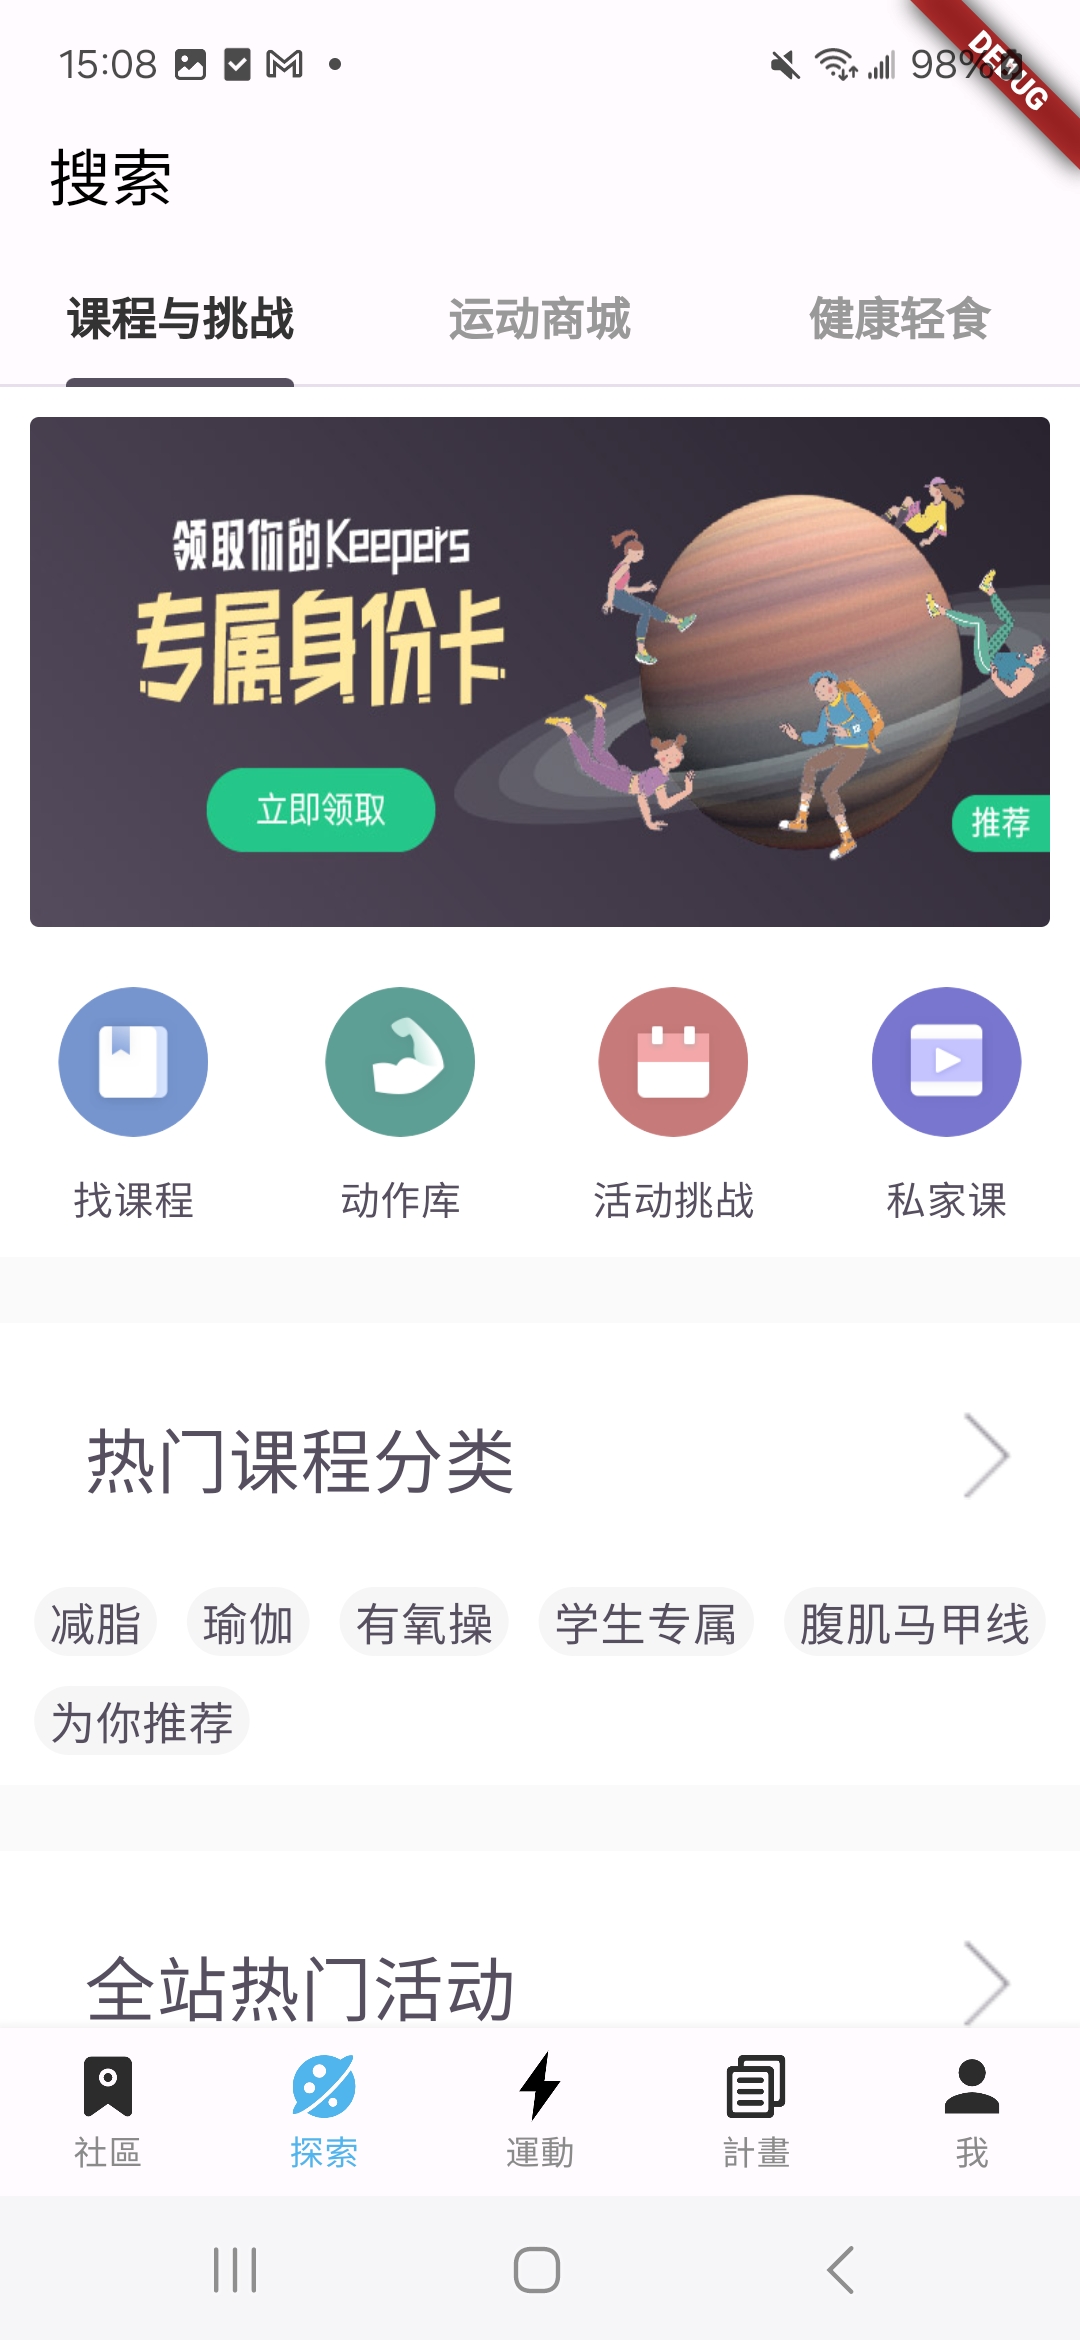 15:08
98%
DEBUG
搜索
课程与挑战 运动商城 健康轻食
领取你的Keepers
专属身份卡
立即领取
推荐
找课程 动作库 活动挑战 私家课
热门课程分类
减脂 瑜伽 有氧操 学生专属 腹肌马甲线
为你推荐
全站热门活动
社區 探索 運動 計畫 我